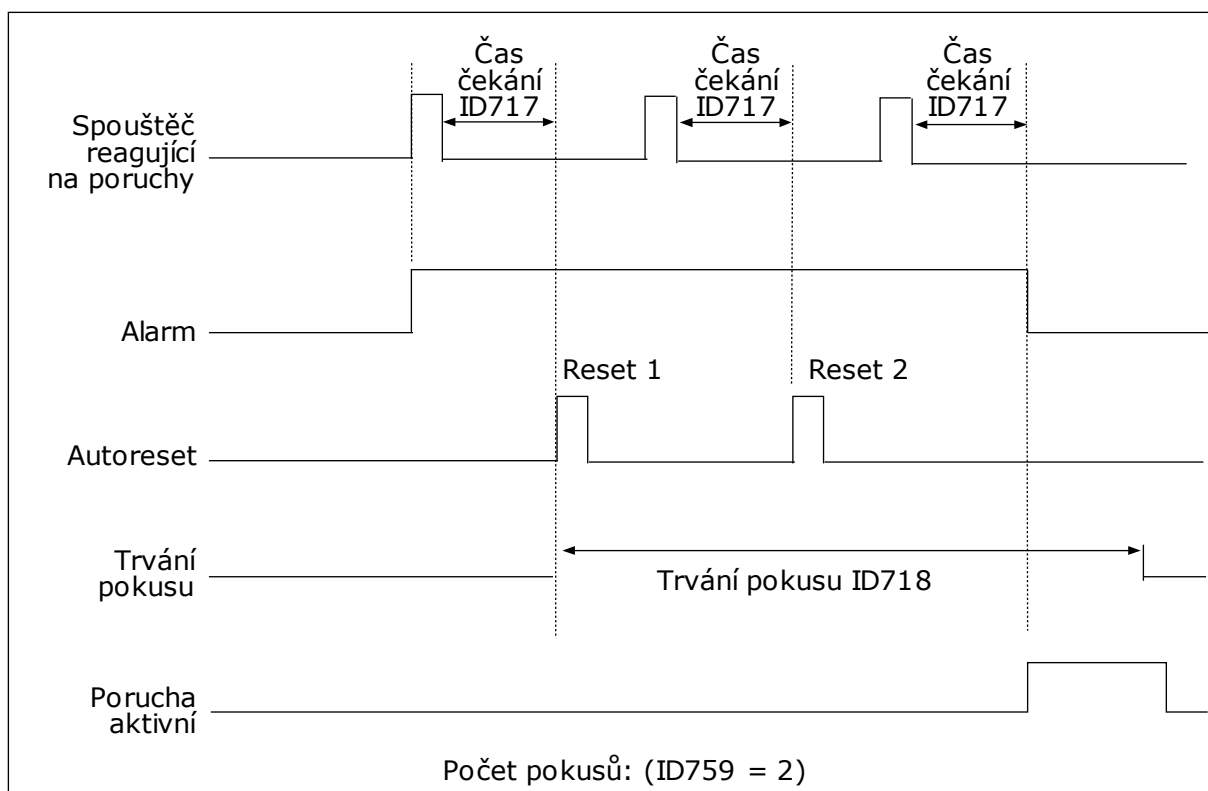 Čas
čekání
ID717
Čas
čekání
ID717
Čas
čekání
ID717
Spouštěč
reagující
na poruchy
Alarm
Reset 1
Reset 2
Autoreset
Trvání
pokusu
Trvání pokusu ID718
Porucha
aktivní
Počet pokusů: (ID759 = 2)